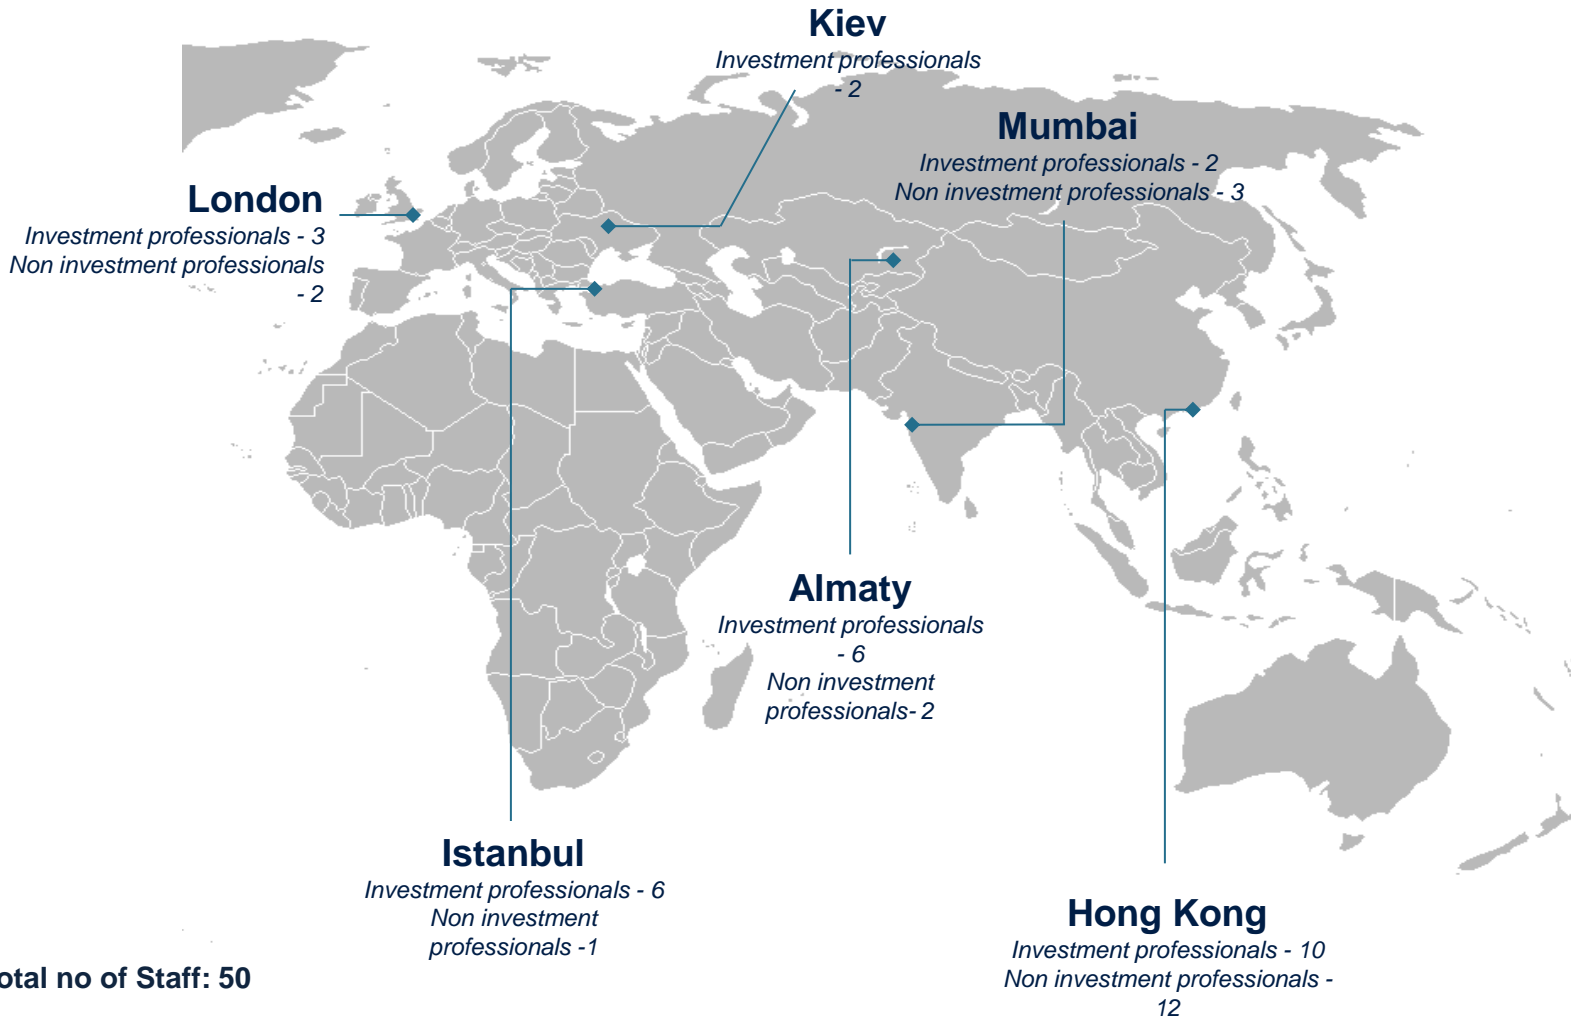 Kiev
Investment professionals
- 2
Mumbai
Investment professionals - 2
Non investment professionals - 3
London
Investment professionals - 3
Non investment professionals
- 2
Almaty
Investment professionals
- 6
Non investment
professionals- 2
Istanbul
Investment professionals - 6
Non investment
professionals -1
Hong Kong
Investment professionals - 10
Non investment professionals -
12
otal no of Staff: 50